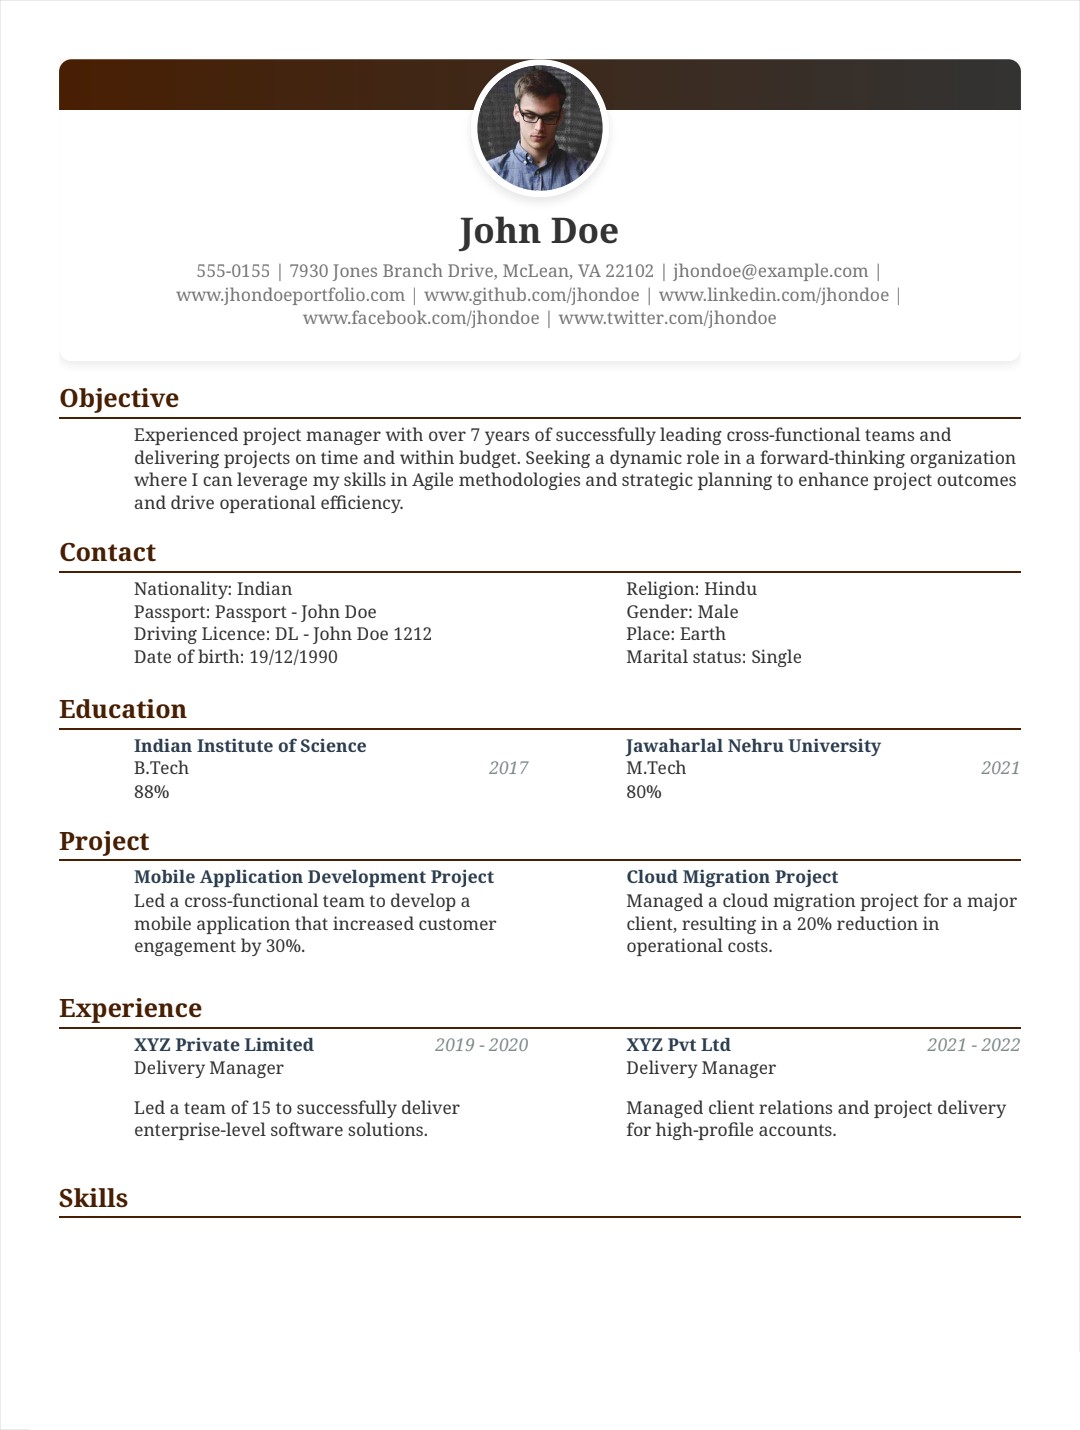 John Doe
555-0155 | 7930 Jones Branch Drive, McLean, VA 22102 | jhondoe@example.com |
www.jhondoeportfolio.com | www.github.com/jhondoe | www.linkedin.com/jhondoe |
www.facebook.com/jhondoe | www.twitter.com/jhondoe
Objective
Experienced project manager with over 7 years of successfully leading cross-functional teams and
delivering projects on time and within budget. Seeking a dynamic role in a forward-thinking organization
where I can leverage my skills in Agile methodologies and strategic planning to enhance project outcomes
and drive operational efficiency.
Contact
Nationality: Indian
Passport: Passport - John Doe
Driving Licence: DL - John Doe 1212
Date of birth: 19/12/1990
Religion: Hindu
Gender: Male
Place: Earth
Marital status: Single
Education
Indian Institute of Science
B.Tech 2017
88%
Jawaharlal Nehru University
M.Tech 2021
80%
Project
Mobile Application Development Project
Led a cross-functional team to develop a
mobile application that increased customer
engagement by 30%.
Cloud Migration Project
Managed a cloud migration project for a major
client, resulting in a 20% reduction in
operational costs.
Experience
XYZ Private Limited 2019 - 2020
Delivery Manager
Led a team of 15 to successfully deliver
enterprise-level software solutions.
XYZ Pvt Ltd 2021 - 2022
Delivery Manager
Managed client relations and project delivery
for high-profile accounts.
Skills